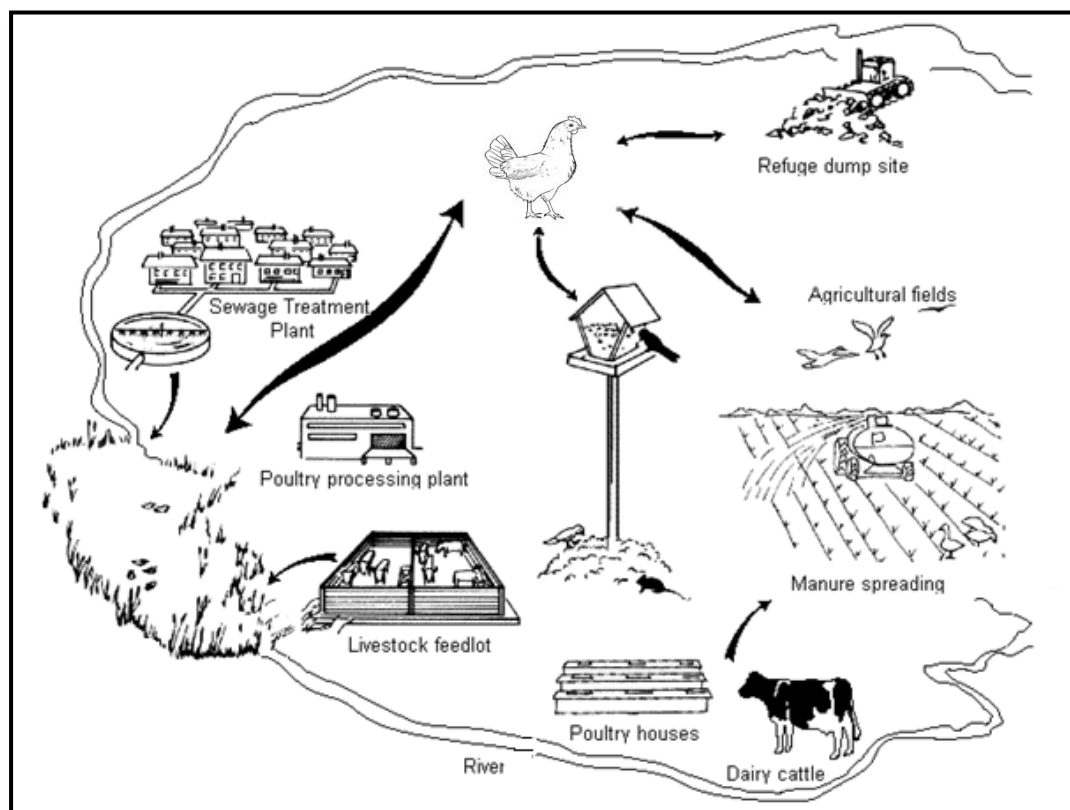 Refuge dump site
Sewage Treatment
Plant
Agricultural fields
Poultry processing plant
Manure spreading
Livestock feedlot
Poultry houses
River
Dairy cattle